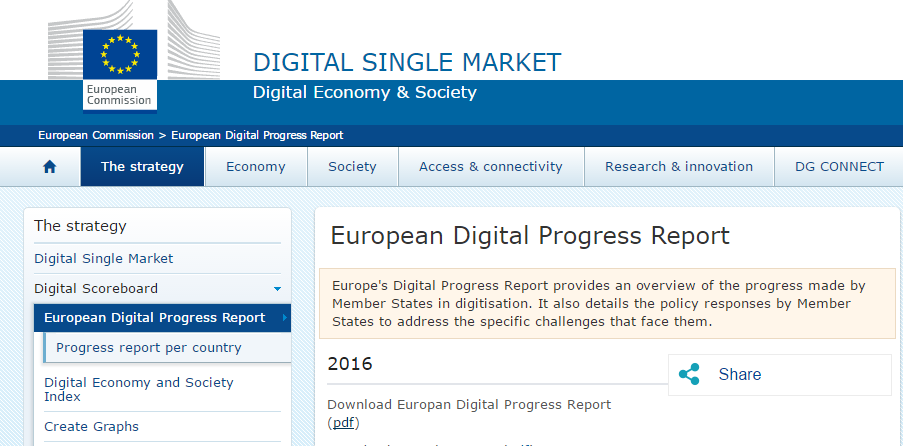 DIGITAL SINGLE MARKET
Digital Economy & Society
European
Commission
European Commission > European Digital Progress Report
The strategy
Economy
Society
Access & connectivity
Research & innovation
DG CONNECT
The strategy
Digital Single Market
Digital Scoreboard
European Digital Progress Report
Progress report per country
Digital Economy and Society
Index
Create Graphs
European Digital Progress Report
Europe's Digital Progress Report provides an overview of the progress made by
Member States in digitisation. It also details the policy responses by Member
States to address the specific challenges that face them.
2016
Share
Download Europan Digital Progress Report
(pdf)